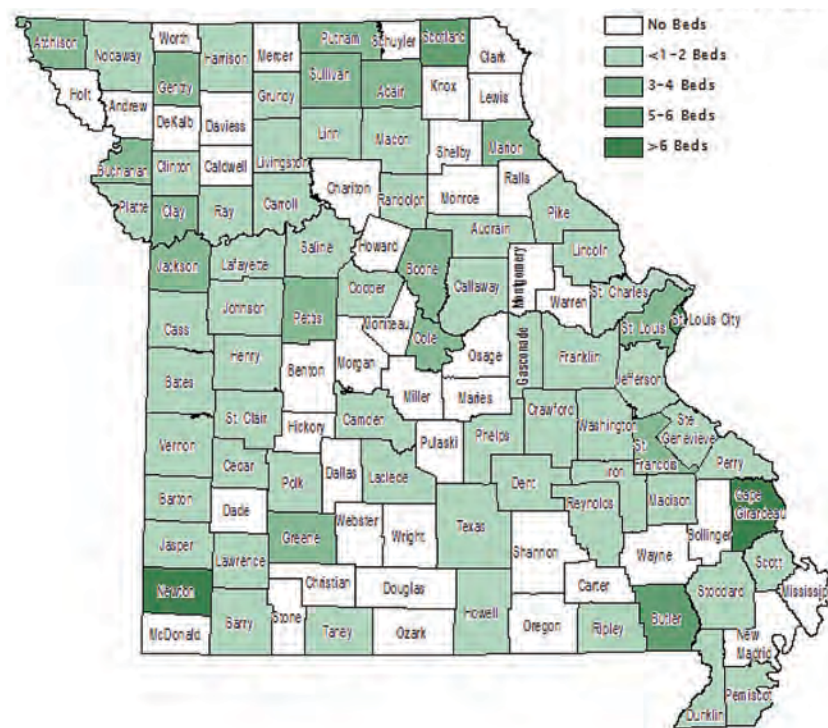 No Beds
<1-2 Beds
3-4 Beds
5-6 Beds
>6 Beds
Atchison
Nodaway
Worth
Harrison
Mercer
Putnam
Schuyler
Scotland
Clark
Holt
Andrew
Gentry
DeKalb
Daviess
Grundy
Sullivan
Adair
Knox
Lewis
Buchanan
Clinton
Caldwell
Livingston
Linn
Macon
Shelby
Marion
Ralls
Platte
Clay
Ray
Carroll
Chariton
Randolph
Monroe
Pike
Audrain
Jackson
Lafayette
Saline
Howard
Boone
Callaway
Montgomery
Lincoln
Warren
St. Charles
St. Louis
St. Louis City
Cass
Johnson
Pettis
Cooper
Moniteau
Cole
Osage
Gasconade
Franklin
Jefferson
Bates
Henry
Benton
Morgan
Miller
Maries
Vernon
St. Clair
Hickory
Camden
Pulaski
Phelps
Crawford
Washington
St. Francois
Ste Genevieve
Perry
Barton
Cedar
Polk
Dallas
Laclede
Dent
Iron
Reynolds
Madison
Bollinger
Cape Girardeau
Dade
Jasper
Lawrence
Greene
Webster
Wright
Texas
Shannon
Wayne
Scott
Newton
Christian
Douglas
Howell
Carter
Butler
Stoddard
Mississip
McDonald
Barry
Stone
Taney
Ozark
Oregon
Ripley
New Madrid
Pemiscot
Dunklin